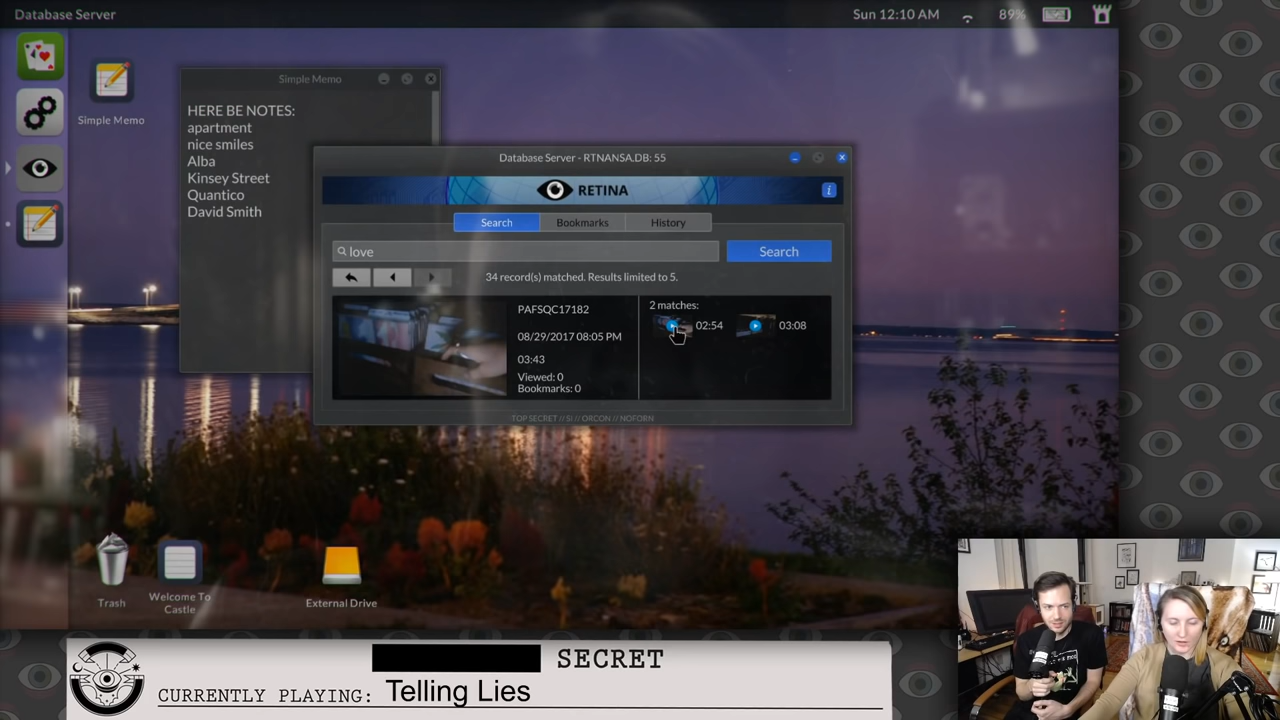 Database Server
Sun 12:10 AM
89%
Simple Memo
Simple Memo
HERE BE NOTES:
apartment
nice smiles
Alba
Kinsey Street
Quantico
David Smith
Database Server - RTNANSA.DB: 55
RETINA
i
Search
Bookmarks
History
love
Search
34 record(s) matched. Results limited to 5.
PAFSQC17182
08/29/2017 08:05 PM
03:43
Viewed: 0
Bookmarks: 0
2 matches:
02:54
03:08
TOP SECRET // SI // ORCON // NOFORN
Trash
Welcome To
Castle
External Drive
SECRET
CURRENTLY PLAYING: Telling Lies